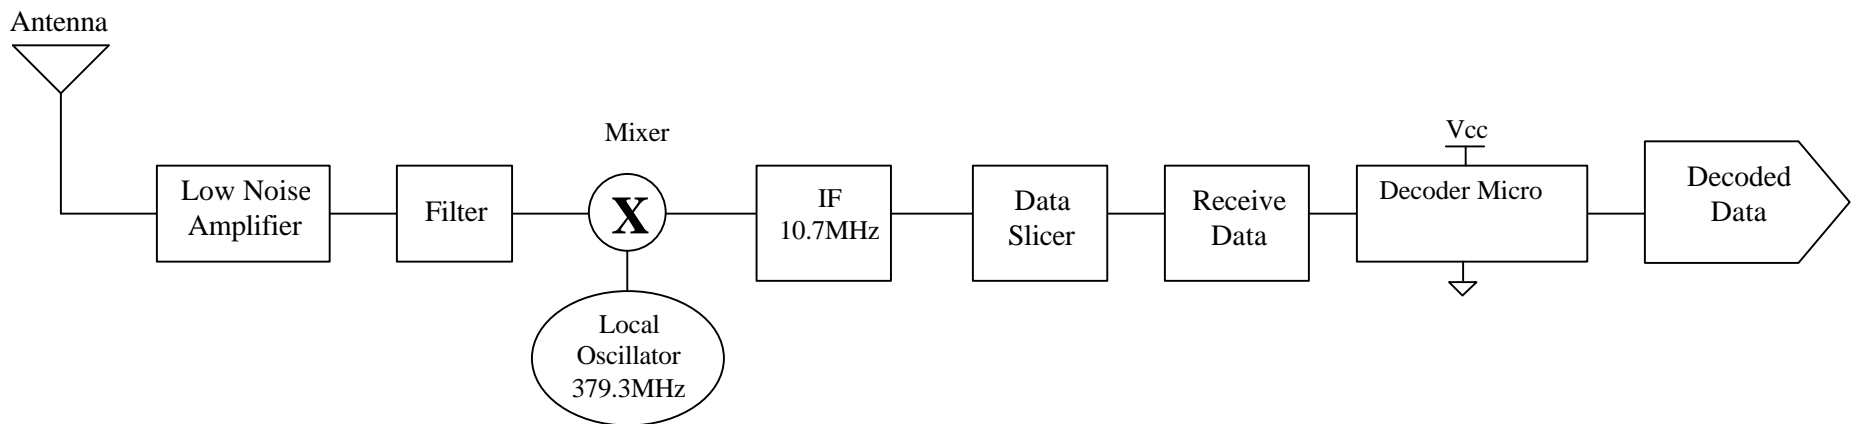 Antenna
Low Noise
Amplifier
Filter
Mixer
X
Local
Oscillator
379.3MHz
IF
10.7MHz
Data
Slicer
Receive
Data
Vcc
Decoder Micro
Decoded
Data